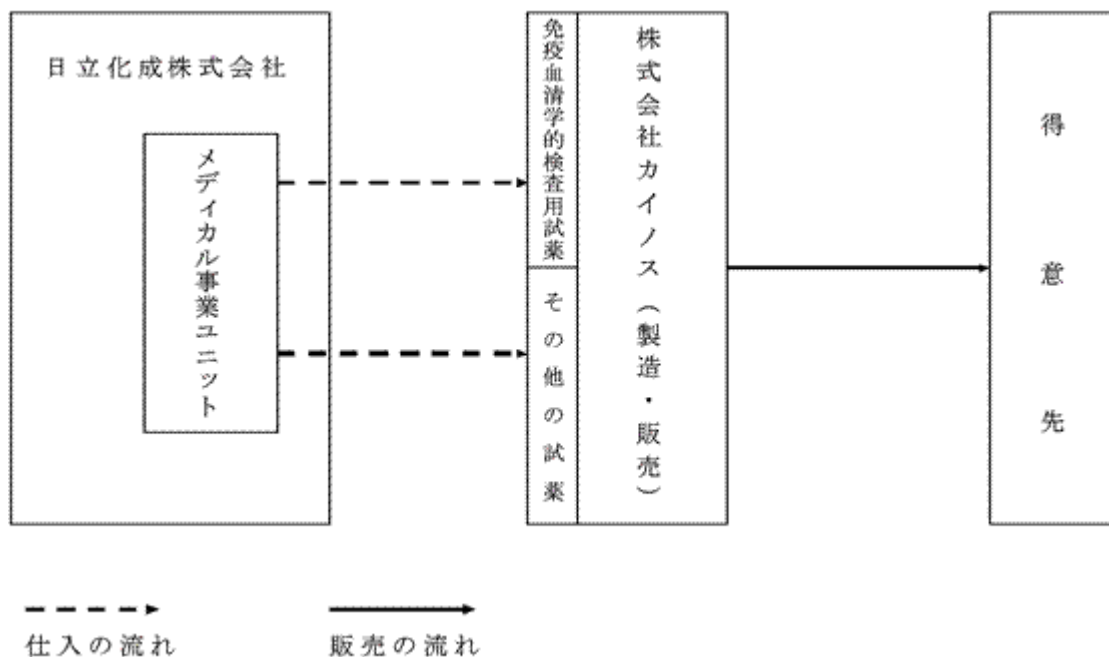 日立化成株式会社
メディカル事業ユニット
免疫血清学的検査用試薬
その他の試薬
株式会社カイノス（製造・販売）
得意先
仕入の流れ
販売の流れ